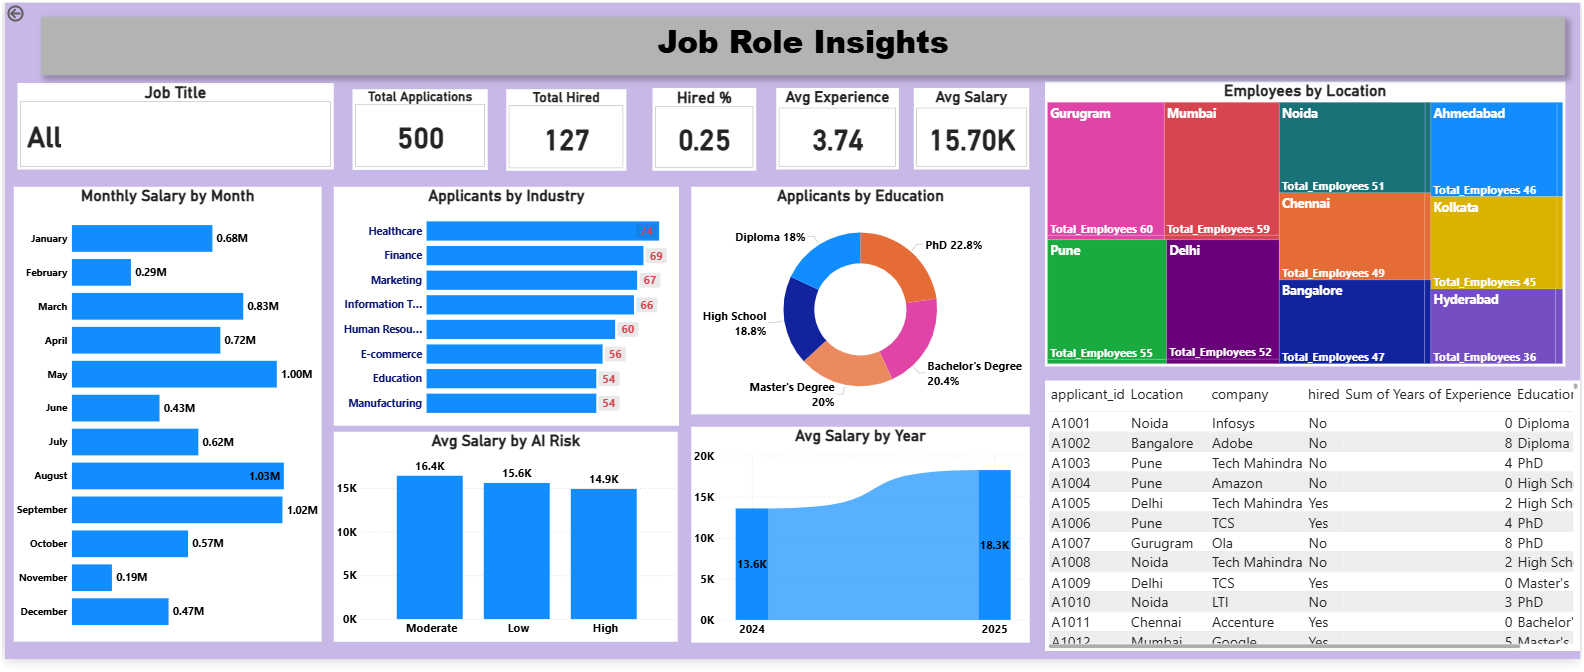 Job Role Insights
Job Title
All
Total Applications
500
Total Hired
127
Hired %
0.25
Avg Experience
3.74
Avg Salary
15.70K
Employees by Location
Gurugram
Total_Employees 60
Mumbai
Total_Employees 59
Noida
Total_Employees 51
Ahmedabad
Total_Employees 46
Pune
Total_Employees 55
Delhi
Total_Employees 52
Chennai
Total_Employees 49
Bangalore
Total_Employees 47
Kolkata
Total_Employees 45
Hyderabad
Total_Employees 36
Monthly Salary by Month
January 0.68M
February 0.29M
March 0.83M
April 0.72M
May 1.00M
June 0.43M
July 0.62M
August 1.03M
September 1.02M
October 0.57M
November 0.19M
December 0.47M
Applicants by Industry
Healthcare 74
Finance 69
Marketing 67
Information T... 66
Human Resou... 60
E-commerce 56
Education 54
Manufacturing 54
Applicants by Education
Diploma 18%
PhD 22.8%
High School
18.8%
Bachelor's Degree
20.4%
Master's Degree
20%
Avg Salary by AI Risk
16.4K
15.6K
14.9K
15K
10K
5K
0K
Moderate Low High
Avg Salary by Year
20K
15K
10K
5K
0K
13.6K
18.3K
2024 2025
applicant_id Location company hired Sum of Years of Experience Education
A1001 Noida Infosys No 0 Diploma
A1002 Bangalore Adobe No 8 Diploma
A1003 Pune Tech Mahindra No 4 PhD
A1004 Pune Amazon No 0 High Sch
A1005 Delhi Tech Mahindra Yes 2 High Sch
A1006 Pune TCS Yes 4 PhD
A1007 Gurugram Ola No 8 PhD
A1008 Noida Tech Mahindra No 2 High Sch
A1009 Delhi TCS Yes 0 Master's
A1010 Noida LTI No 3 PhD
A1011 Chennai Accenture Yes 0 Bachelor'
A1012 Mumbai Google Yes 5 Master's